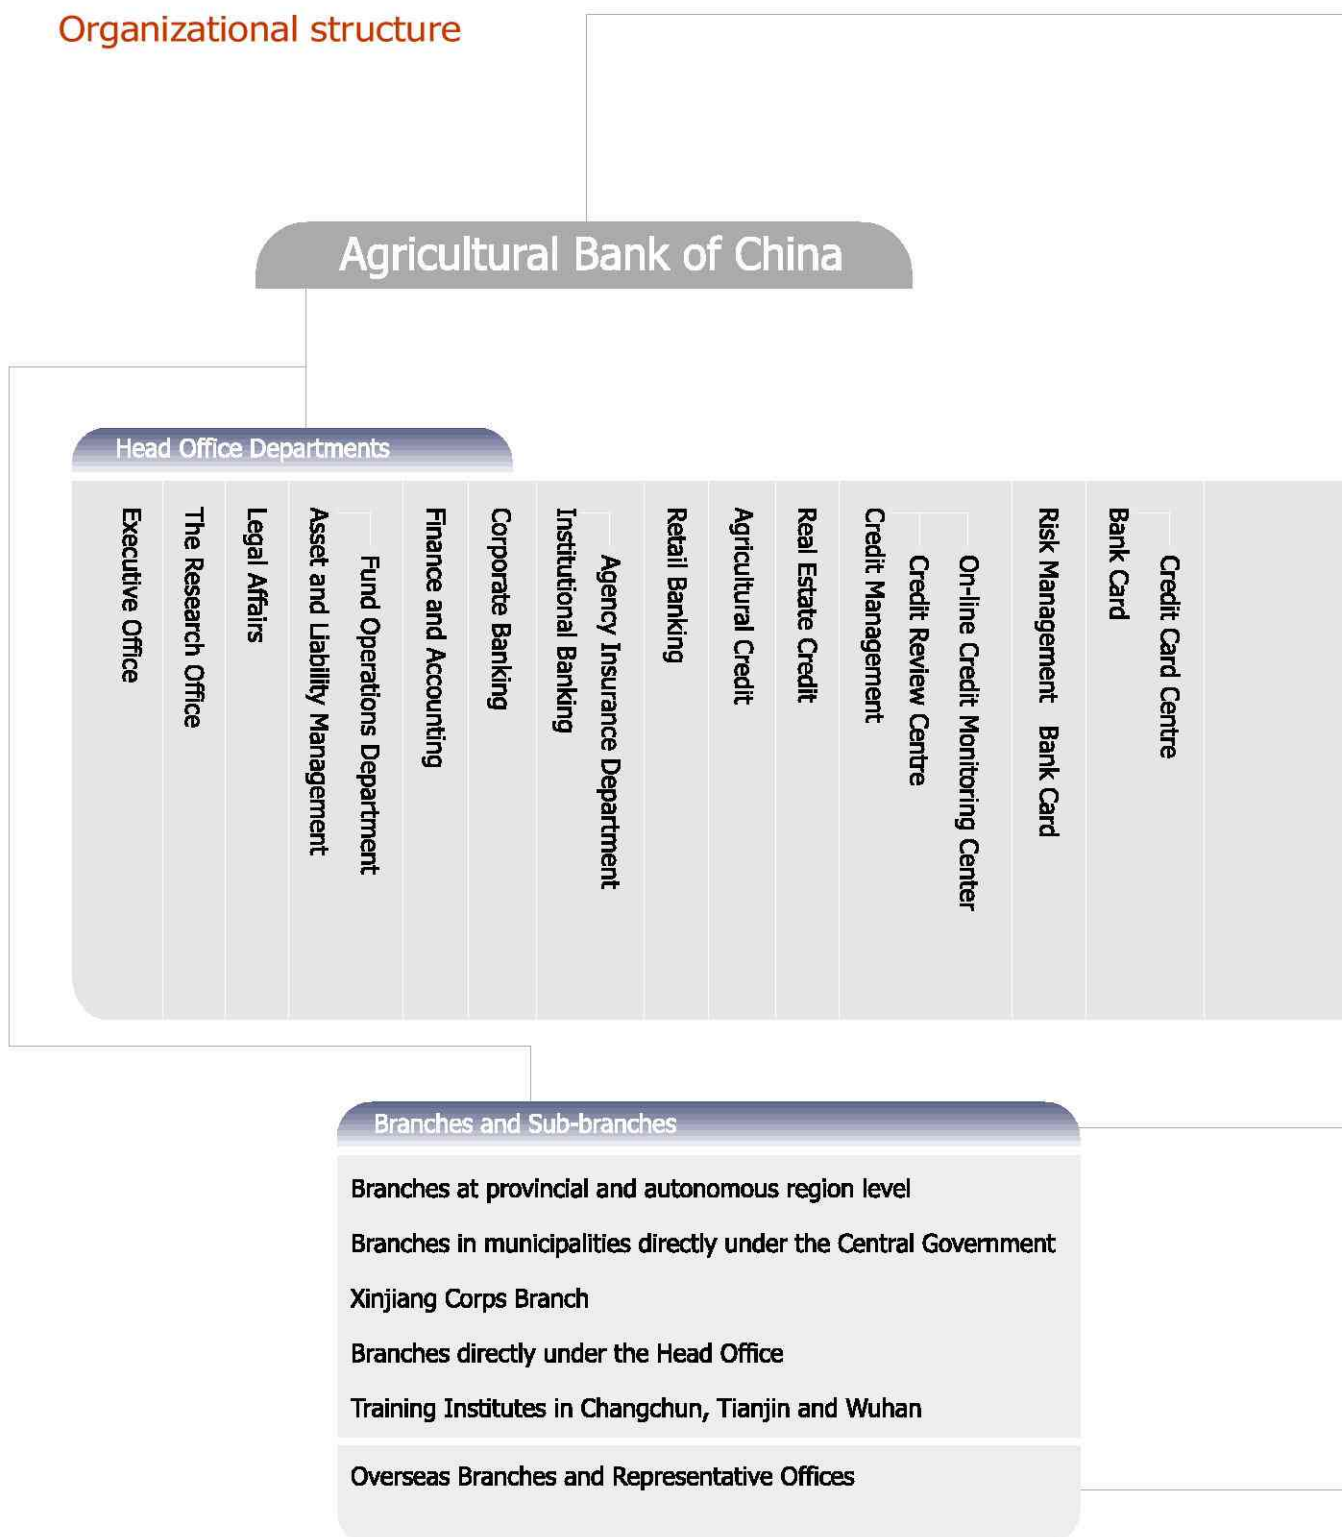 Organizational structure
Agricultural Bank of China
Head Office Departments
Executive Office
The Research Office
Legal Affairs
Asset and Liability Management
Fund Operations Department
Finance and Accounting
Corporate Banking
Institutional Banking
Agency Insurance Department
Retail Banking
Agricultural Credit
Real Estate Credit
Credit Management
Credit Review Centre
On-line Credit Monitoring Center
Risk Management Bank Card
Bank Card
Credit Card Centre
Branches and Sub-branches
Branches at provincial and autonomous region level
Branches in municipalities directly under the Central Government
Xinjiang Corps Branch
Branches directly under the Head Office
Training Institutes in Changchun, Tianjin and Wuhan
Overseas Branches and Representative Offices